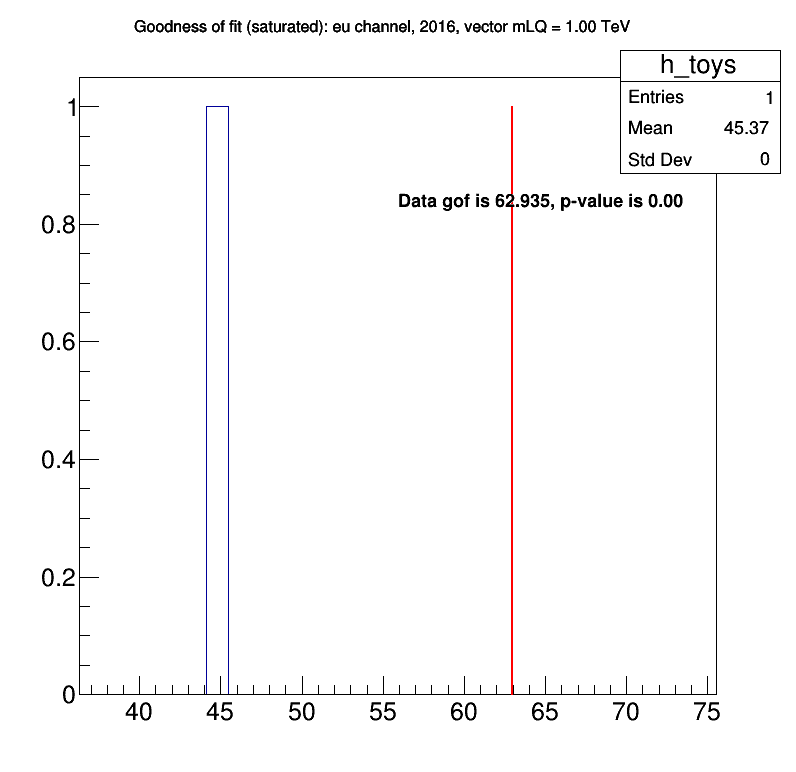 Goodness of fit (saturated): eu channel, 2016, vector mLQ = 1.00 TeV
h_toys
Entries 1
Mean 45.37
Std Dev 0
Data gof is 62.935, p-value is 0.00
1
0.8
0.6
0.4
0.2
0
40 45 50 55 60 65 70 75